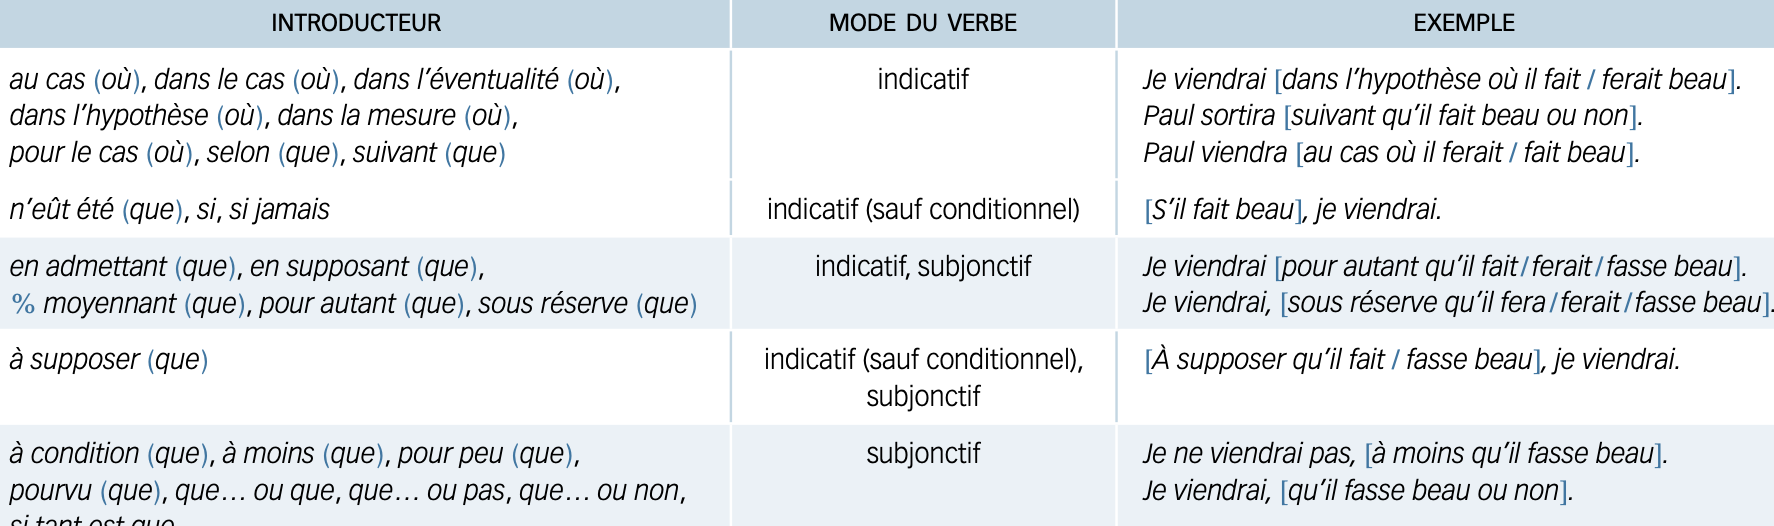 INTRODUCTEUR MODE DU VERBE EXEMPLE
au cas (où), dans le cas (où), dans l’éventualité (où), indicatif Je viendrai [dans l’hypothèse où il fait / ferait beau].
dans l’hypothèse (où), dans la mesure (où), Paul sortira [suivant qu’il fait beau ou non].
pour le cas (où), selon (que), suivant (que) Paul viendra [au cas où il ferait / fait beau].
n’eût été (que), si, si jamais indicatif (sauf conditionnel) [S’il fait beau], je viendrai.
en admettant (que), en supposant (que), indicatif, subjonctif Je viendrai [pour autant qu’il fait/ferait/fasse beau].
% moyennant (que), pour autant (que), sous réserve (que) Je viendrai, [sous réserve qu’il fera/ferait/fasse beau].
à supposer (que) indicatif (sauf conditionnel), [À supposer qu’il fait / fasse beau], je viendrai.
subjonctif
à condition (que), à moins (que), pour peu (que), subjonctif Je ne viendrai pas, [à moins qu’il fasse beau].
pourvu (que), que… ou que, que… ou pas, que… ou non, Je viendrai, [qu’il fasse beau ou non].
si tant est que